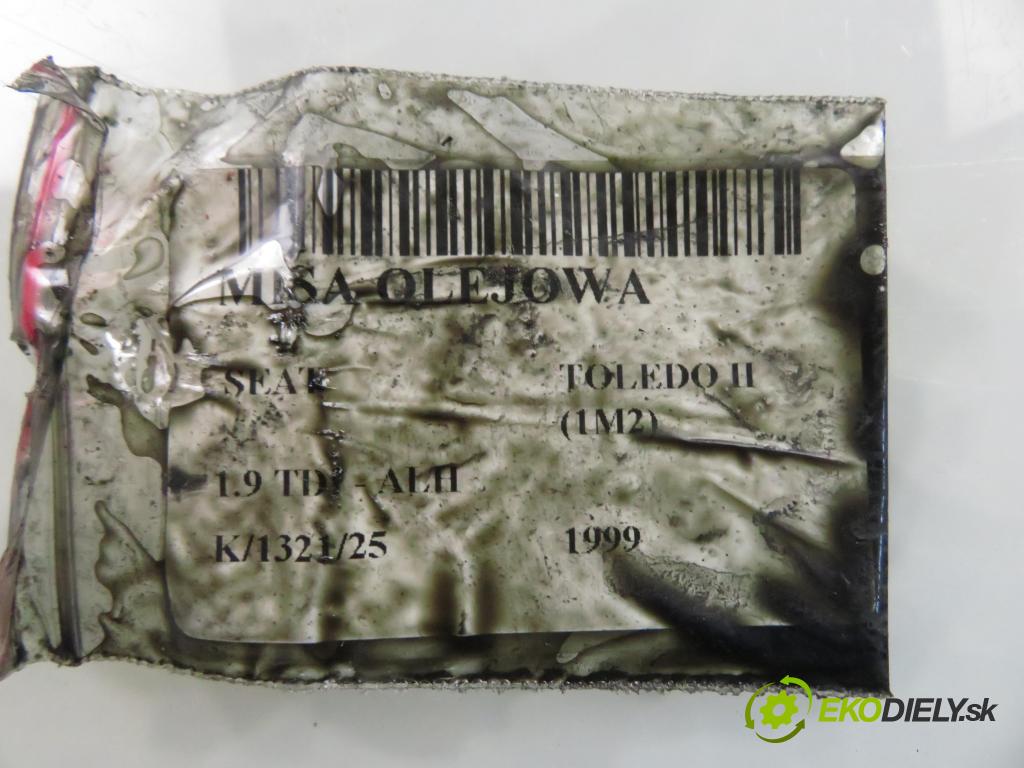 MISA OLEJOWA
SEAT TOLEDO II
(1M2)
1.9 TDI - ALH
K/1321/25 1999
EKODIELY.sk